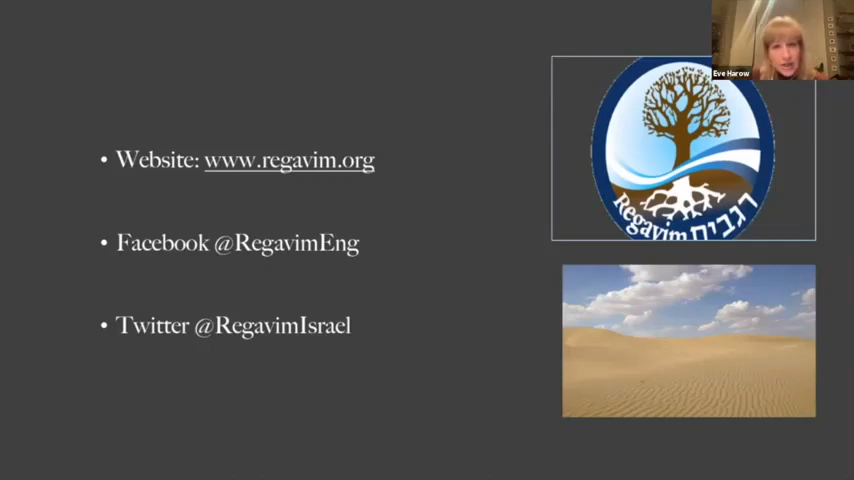 • Website: www.regavim.org
• Facebook @RegavimEng
• Twitter @RegavimIsrael
Eve Harow
Regavim רגבים